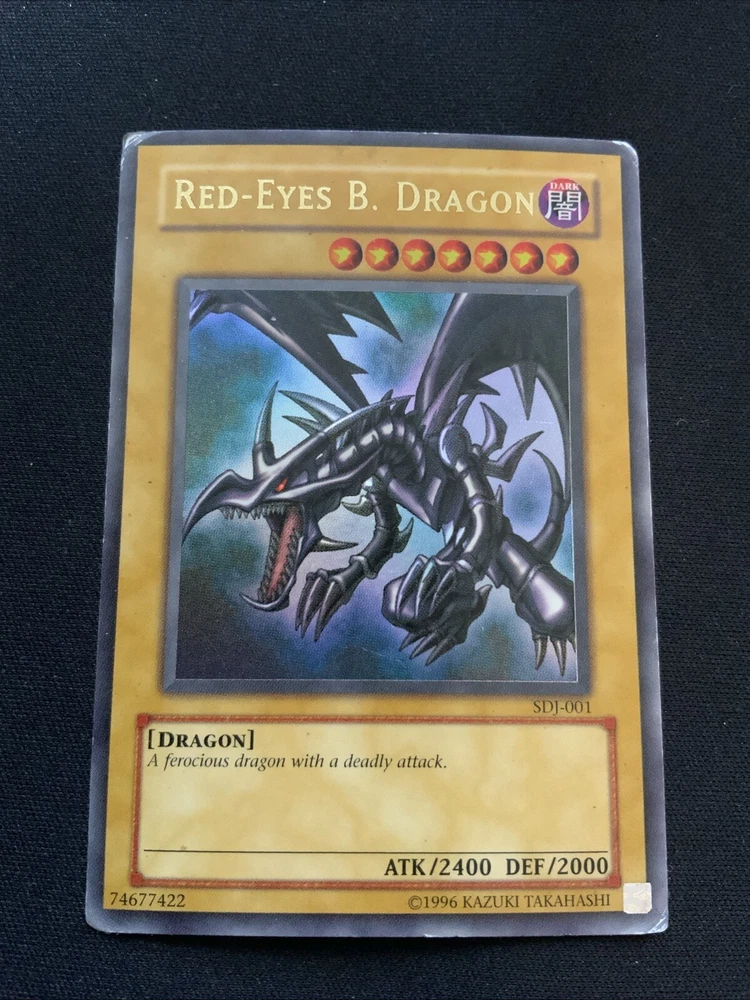 RED-EYES B. DRAGON
DARK
闇
SDJ-001
[DRAGON]
A ferocious dragon with a deadly attack.
ATK/2400 DEF/2000
74677422
©1996 KAZUKI TAKAHASHI